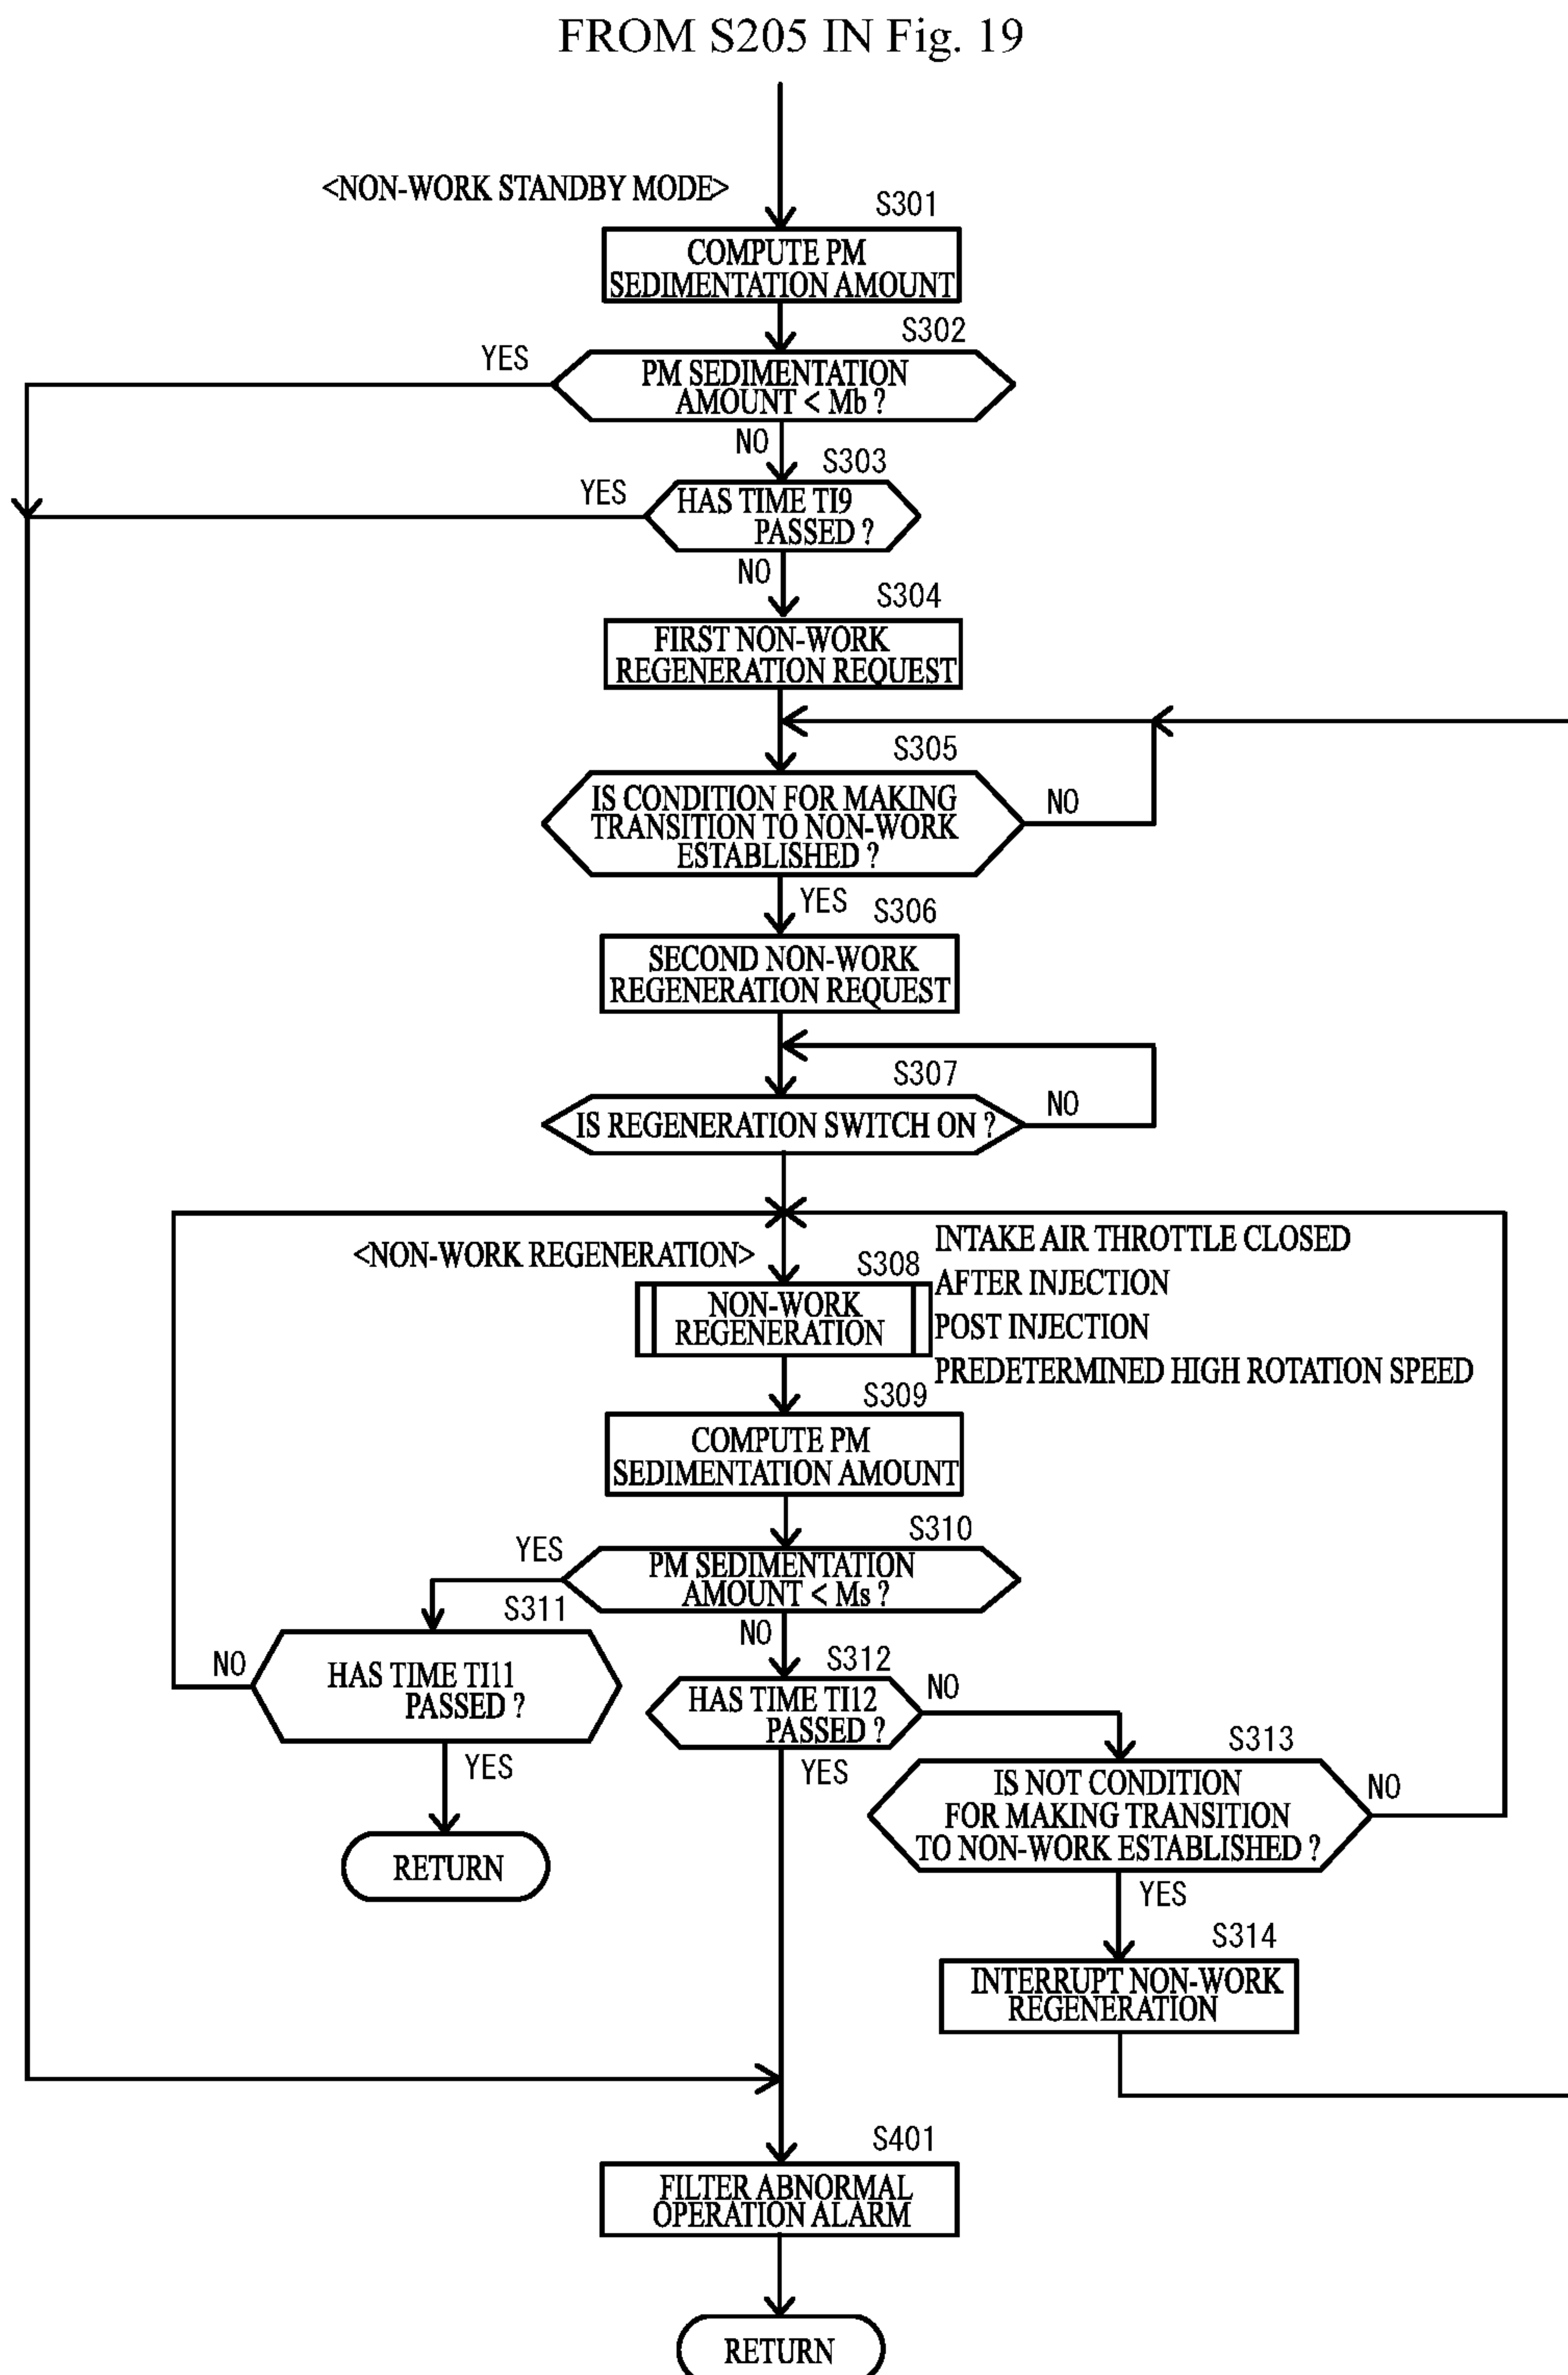 FROM S205 IN Fig. 19
<NON-WORK STANDBY MODE>
S301
COMPUTE PM
SEDIMENTATION AMOUNT
S302
YES
PM SEDIMENTATION
AMOUNT < Mb ?
NO
S303
YES
HAS TIME TI9
PASSED ?
NO
S304
FIRST NON-WORK
REGENERATION REQUEST
S305
IS CONDITION FOR MAKING
TRANSITION TO NON-WORK
ESTABLISHED ?
NO
YES
S306
SECOND NON-WORK
REGENERATION REQUEST
S307
IS REGENERATION SWITCH ON ?
NO
<NON-WORK REGENERATION>
S308
NON-WORK
REGENERATION
INTAKE AIR THROTTLE CLOSED
AFTER INJECTION
POST INJECTION
PREDETERMINED HIGH ROTATION SPEED
S309
COMPUTE PM
SEDIMENTATION AMOUNT
S310
YES
PM SEDIMENTATION
AMOUNT < Ms ?
S311
NO
NO
HAS TIME TI11
PASSED ?
S312
HAS TIME TI12
PASSED ?
NO
YES
YES
S313
IS NOT CONDITION
FOR MAKING TRANSITION
TO NON-WORK ESTABLISHED ?
NO
RETURN
YES
S314
INTERRUPT NON-WORK
REGENERATION
S401
FILTER ABNORMAL
OPERATION ALARM
RETURN